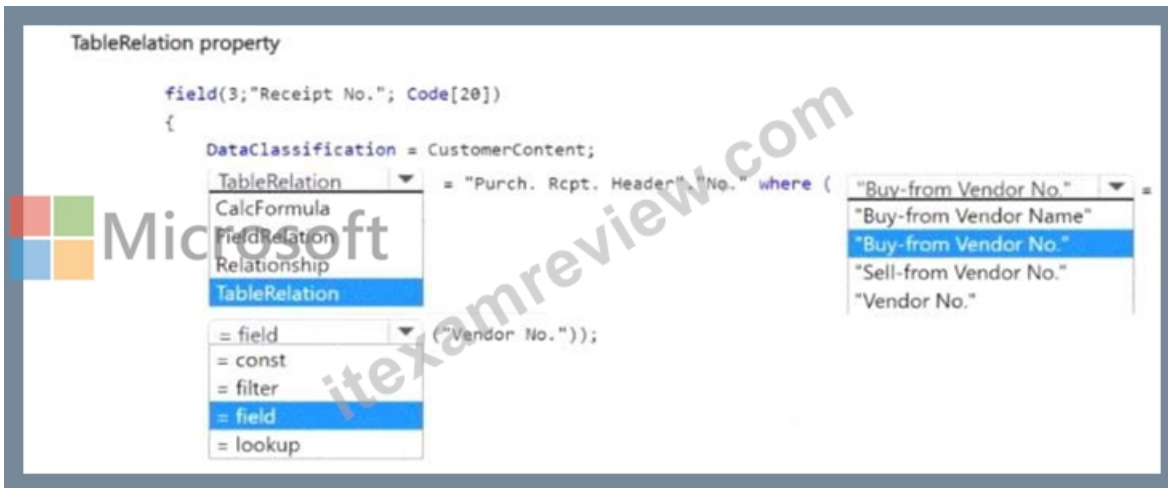 TableRelation property
field(3;"Receipt No."; Code[20])
{
DataClassification = CustomerContent;
TableRelation = "Purch. Rcpt. Header"."No." where ( "Buy-from Vendor No." =
CalcFormula
FieldRelation
Relationship
TableRelation
"Buy-from Vendor Name"
"Buy-from Vendor No."
"Sell-from Vendor No."
"Vendor No."
= field ("Vendor No."));
= const
= filter
= field
= lookup
Microsoft
itexamreview.com